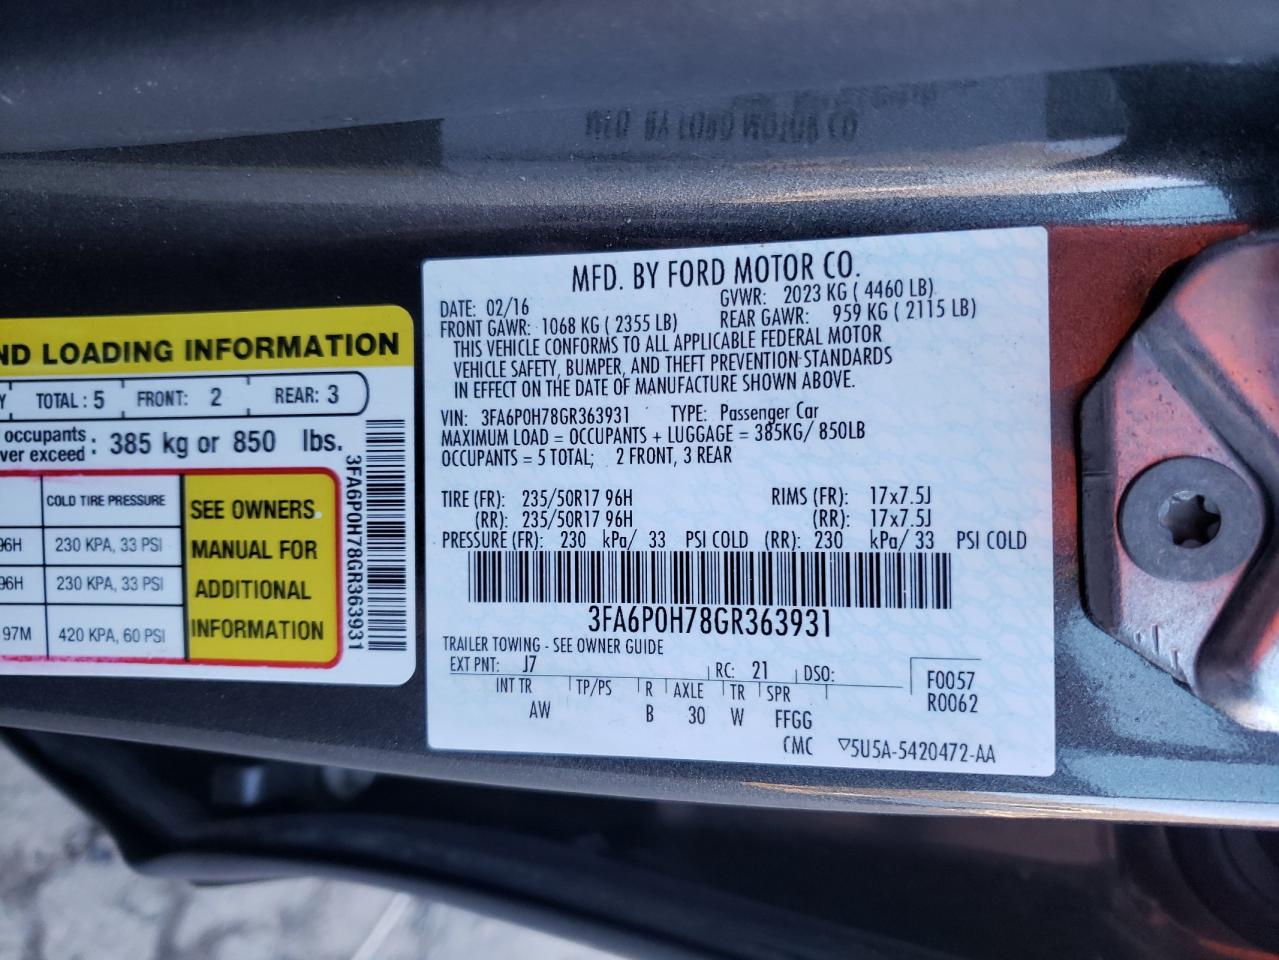 MFD. BY FORD MOTOR CO
ND LOADING INFORMATION
Y TOTAL: 5 FRONT: 2 REAR: 3
occupants
ver exceed : 385 kg or 850 lbs.
COLD TIRE PRESSURE
96H 230 KPA, 33 PSI
96H 230 KPA, 33 PSI
97M 420 KPA, 60 PSI
SEE OWNERS
MANUAL FOR
ADDITIONAL
INFORMATION
3FA6P0H78GR363931
MFD. BY FORD MOTOR CO.
DATE: 02/16 GVWR: 2023 KG ( 4460 LB)
FRONT GAWR: 1068 KG ( 2355 LB) REAR GAWR: 959 KG ( 2115 LB)
THIS VEHICLE CONFORMS TO ALL APPLICABLE FEDERAL MOTOR
VEHICLE SAFETY, BUMPER, AND THEFT PREVENTION STANDARDS
IN EFFECT ON THE DATE OF MANUFACTURE SHOWN ABOVE.
VIN: 3FA6P0H78GR363931 TYPE: Passenger Car
MAXIMUM LOAD = OCCUPANTS + LUGGAGE = 385KG/ 850LB
OCCUPANTS = 5 TOTAL; 2 FRONT, 3 REAR
TIRE (FR): 235/50R17 96H RIMS (FR): 17x7.5J
(RR): 235/50R17 96H (RR): 17x7.5J
PRESSURE (FR): 230 kPa/ 33 PSI COLD (RR): 230 kPa/ 33 PSI COLD
3FA6P0H78GR363931
TRAILER TOWING - SEE OWNER GUIDE
EXT PNT: J7 RC: 21 DSO:
INT TR TP/PS R AXLE TR SPR
AW B 30 W FFGG
F0057
R0062
CMC ▽5U5A-5420472-AA